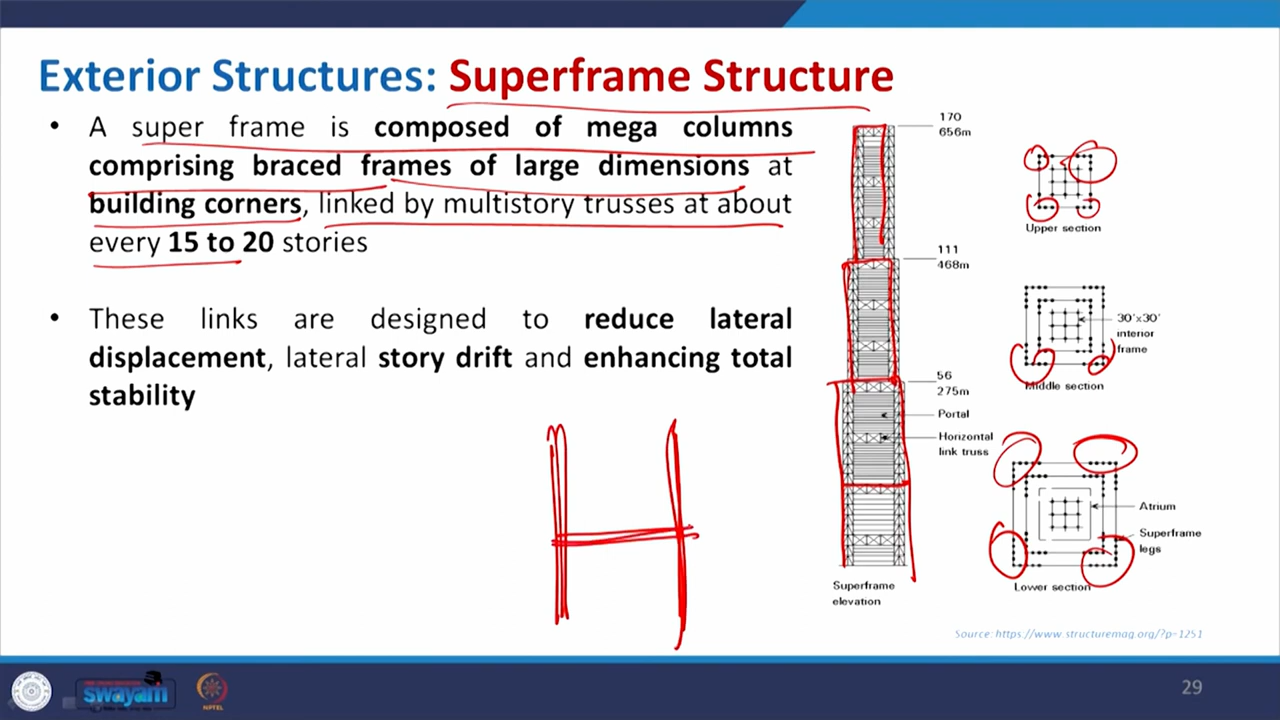 Exterior Structures: Superframe Structure
• A super frame is composed of mega columns
comprising braced frames of large dimensions at
building corners, linked by multistory trusses at about
every 15 to 20 stories
• These links are designed to reduce lateral
displacement, lateral story drift and enhancing total
stability
170
656m
111
468m
56
275m
Portal
Horizontal
link truss
Superframe
elevation
Upper section
30'x30'
interior
frame
Middle section
Atrium
Superframe
legs
Lower section
Source: https://www.structuremag.org/?p=1251
swayam
NPTEL
29